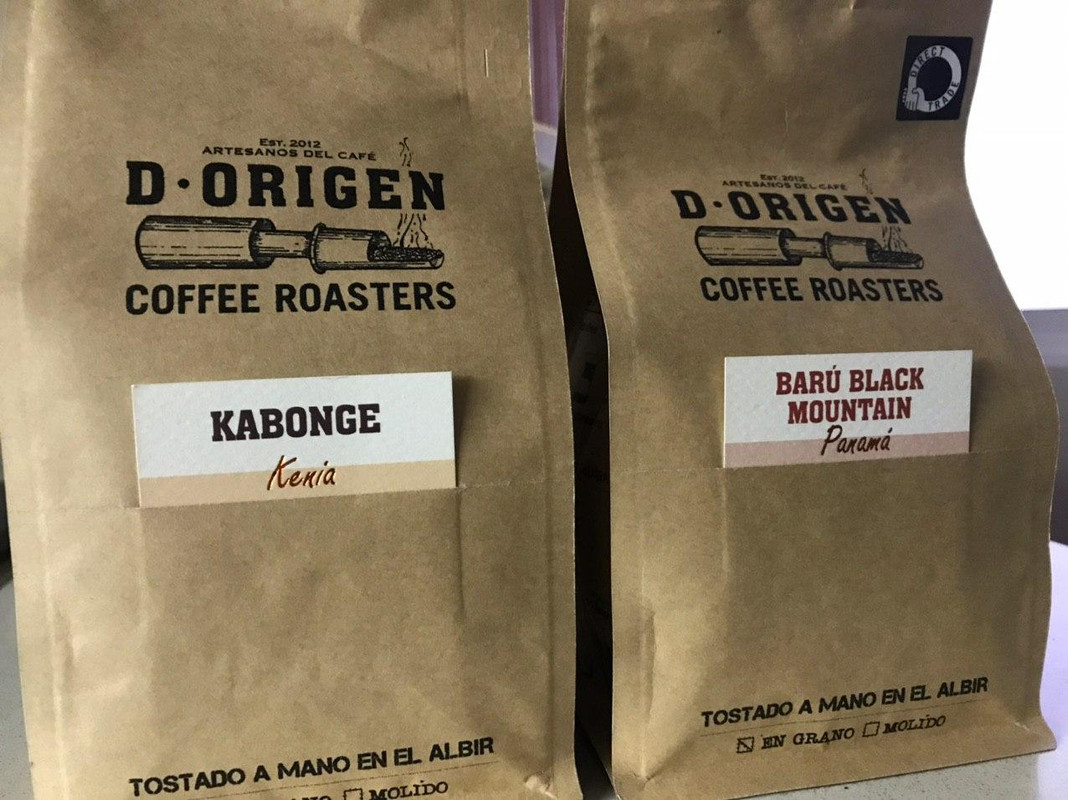 EST. 2012
ARTESANOS DEL CAFÉ
D·ORIGEN
COFFEE ROASTERS
KABONGE
Kenia
TOSTADO A MANO EN EL ALBIR
MOLIDO
DIRECT TRADE
EST. 2012
ARTESANOS DEL CAFÉ
D·ORIGEN
COFFEE ROASTERS
BARÚ BLACK
MOUNTAIN
Panamá
TOSTADO A MANO EN EL ALBIR
EN GRANO MOLIDO